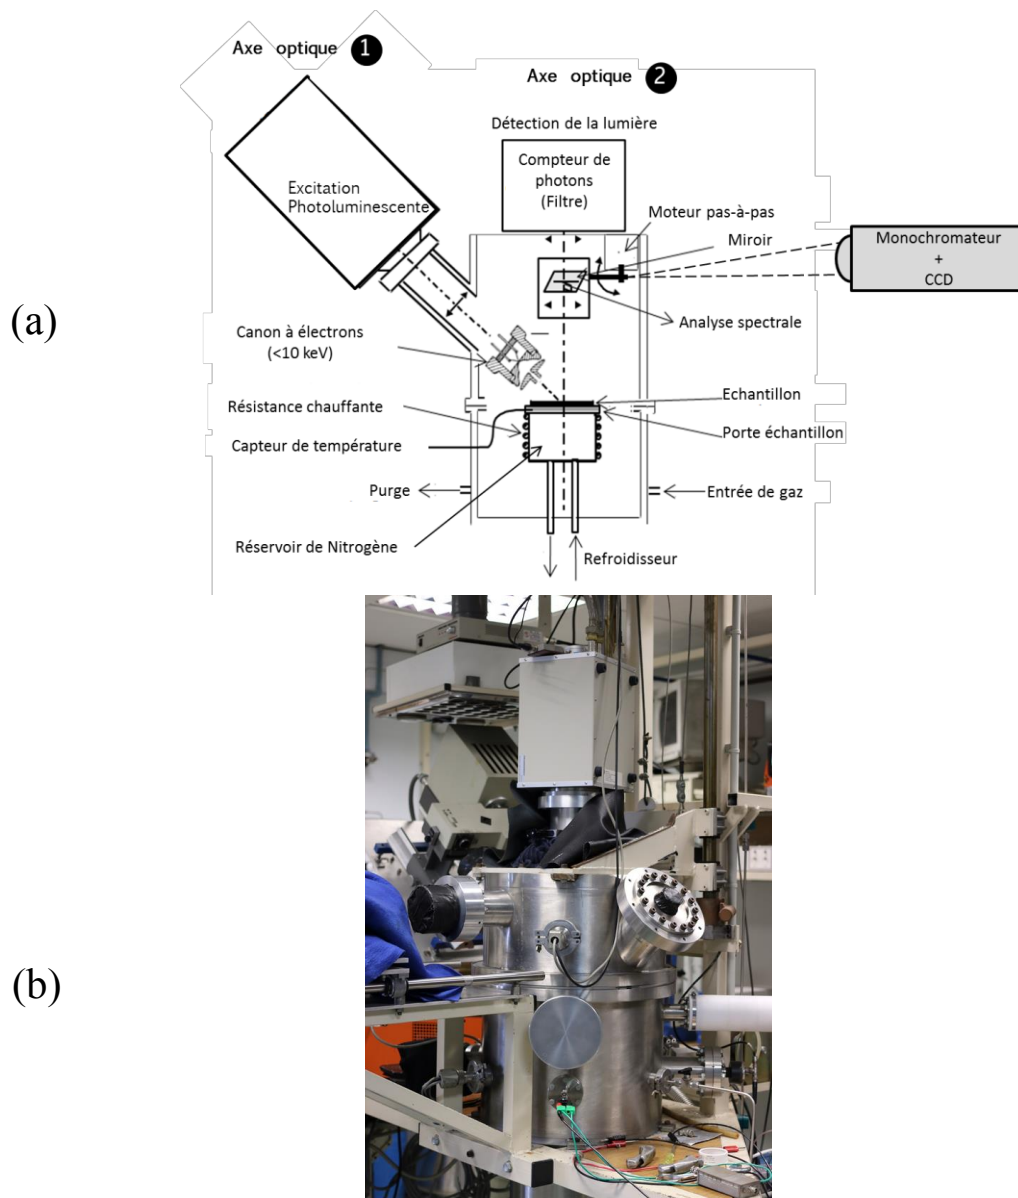 Axe optique 1
Axe optique 2
Détection de la lumière
Compteur de
photons
(Filtre)
Excitation
Photoluminescente
Moteur pas-à-pas
Miroir
Monochromateur
+
CCD
(a)
Analyse spectrale
Canon à électrons
(<10 keV)
Echantillon
Résistance chauffante
Porte échantillon
Capteur de température
Purge
Entrée de gaz
Réservoir de Nitrogène
Refroidisseur
(b)